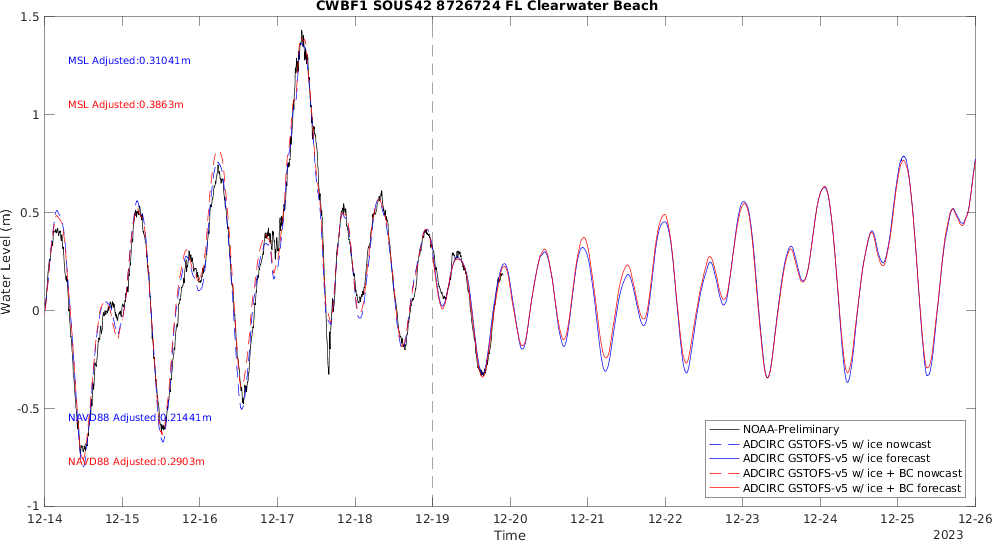 CWBF1 SOUS42 8726724 FL Clearwater Beach
1.5
MSL Adjusted:0.31041m
MSL Adjusted:0.3863m
1
0.5
Water Level (m)
0
-0.5
NAVD88 Adjusted:0.21441m
NAVD88 Adjusted:0.2903m
-1
NOAA-Preliminary
ADCIRC GSTOFS-v5 w/ ice nowcast
ADCIRC GSTOFS-v5 w/ ice forecast
ADCIRC GSTOFS-v5 w/ ice + BC nowcast
ADCIRC GSTOFS-v5 w/ ice + BC forecast
12-14 12-15 12-16 12-17 12-18 12-19 12-20 12-21 12-22 12-23 12-24 12-25 12-26
Time
2023